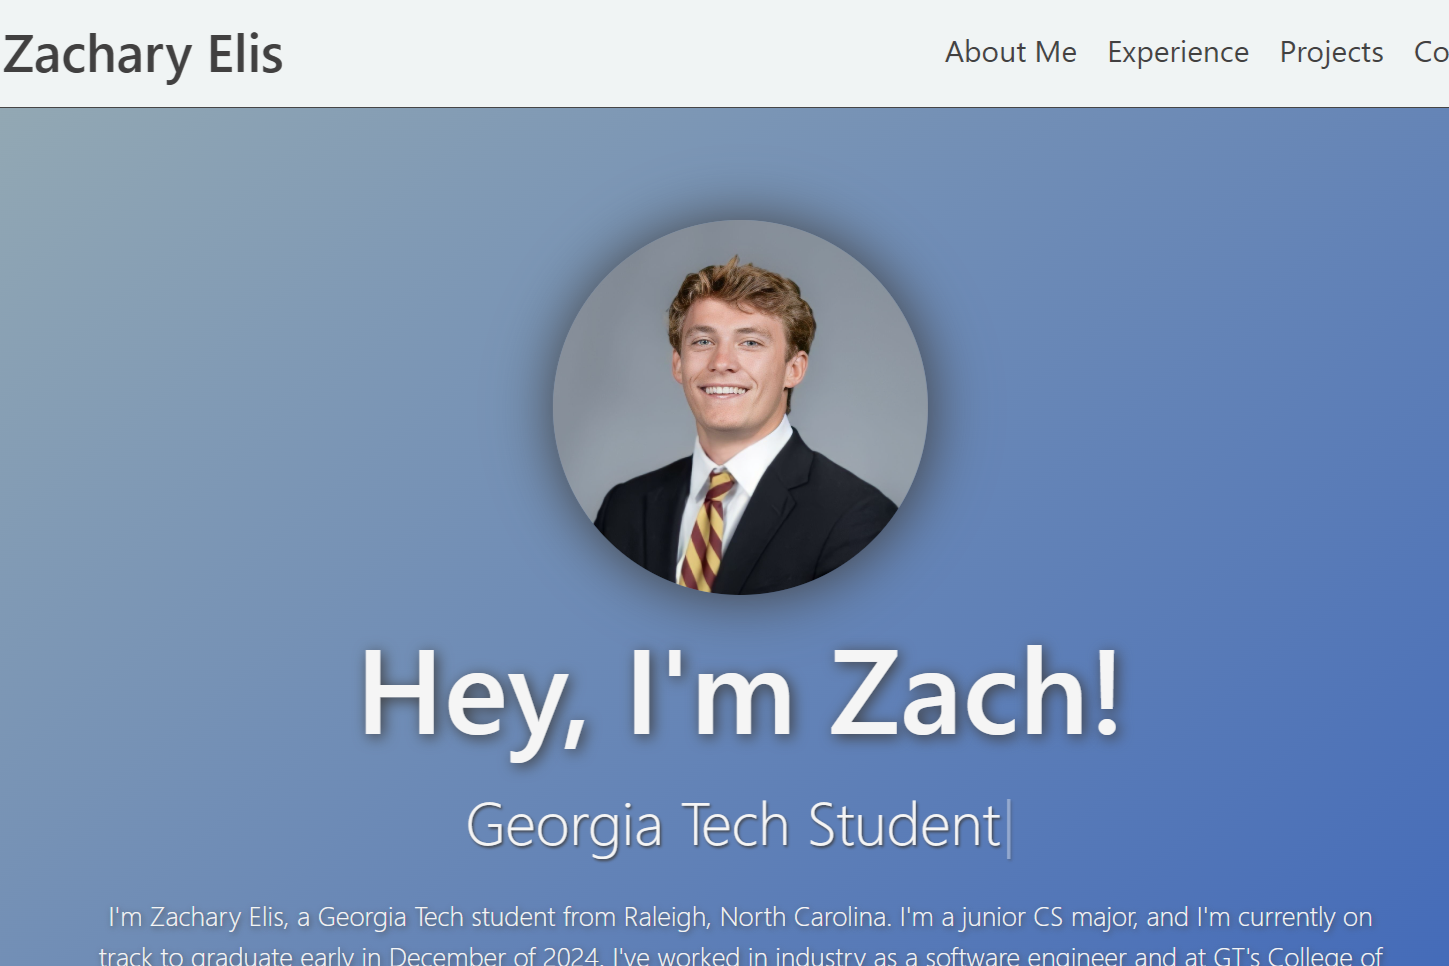 Zachary Elis
About Me Experience Projects Co
Hey, I'm Zach!
Georgia Tech Student
I'm Zachary Elis, a Georgia Tech student from Raleigh, North Carolina. I'm a junior CS major, and I'm currently on
track to graduate early in December of 2024. I've worked in industry as a software engineer and at GT's College of